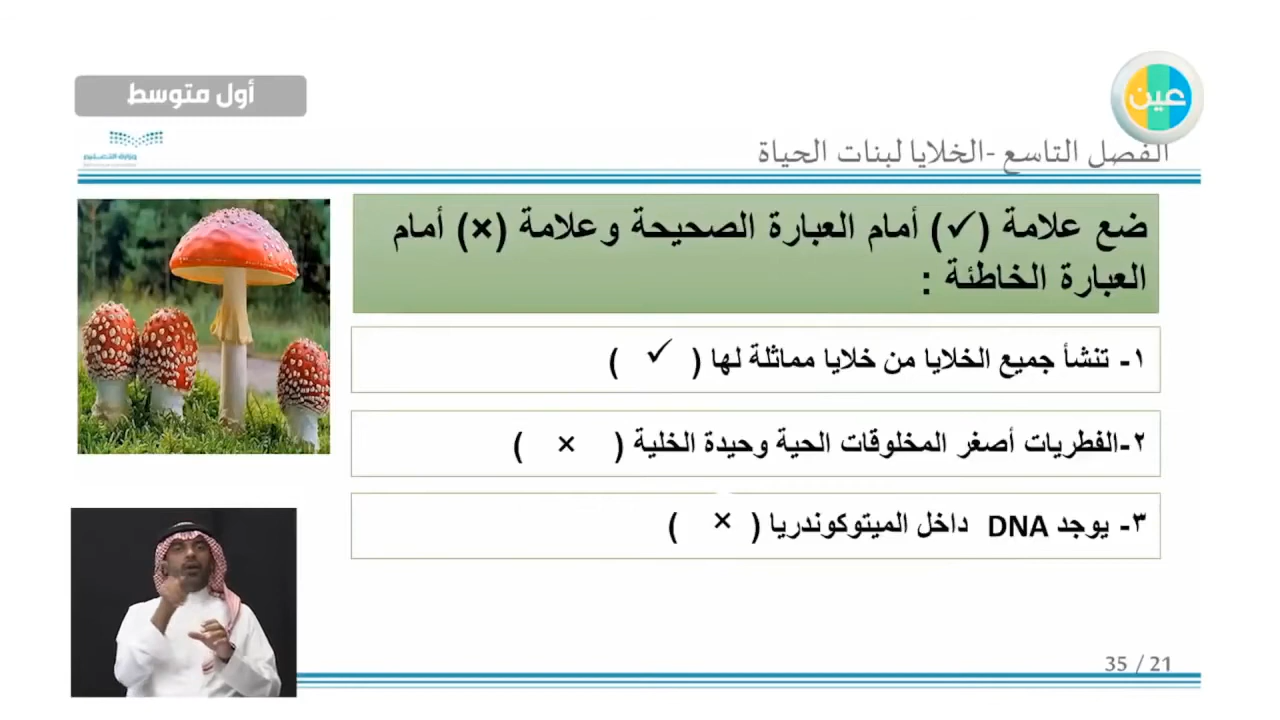 أول متوسط
عين
وزارة التعليم
الفصل التاسع -الخلايا لبنات الحياة
ضع علامة (✓) أمام العبارة الصحيحة وعلامة (×) أمام
العبارة الخاطئة :
١- تنشأ جميع الخلايا من خلايا مماثلة لها ( ✓ )
٢-الفطريات أصغر المخلوقات الحية وحيدة الخلية ( × )
٣- يوجد DNA داخل الميتوكوندريا ( × )
35 / 21